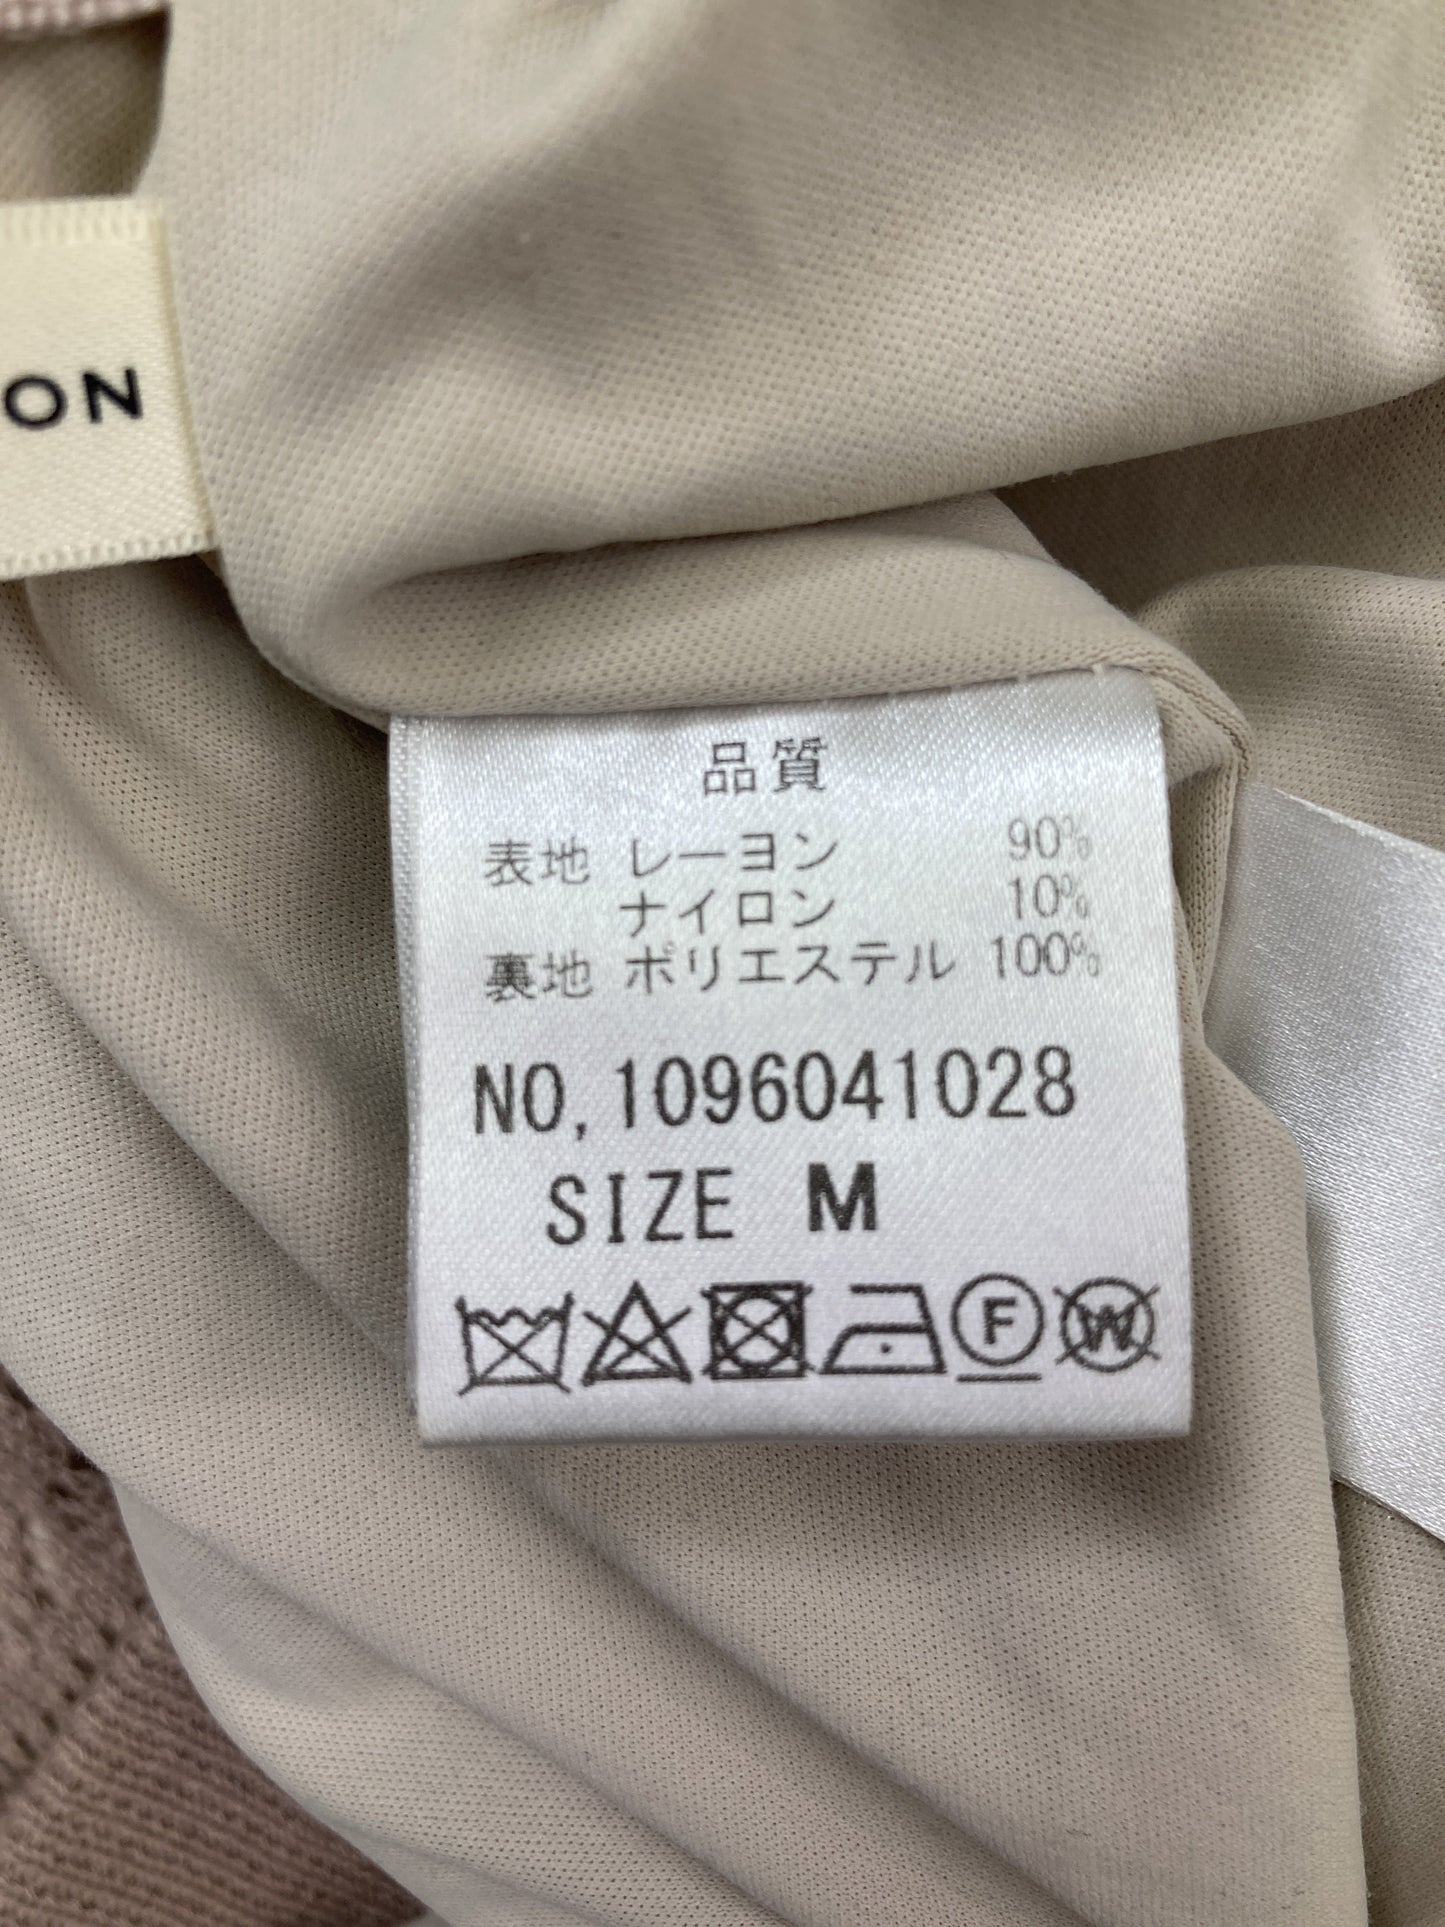 ON
品質
表地 レーヨン 90%
ナイロン 10%
裏地 ポリエステル 100%
NO,1096041028
SIZE M
F W